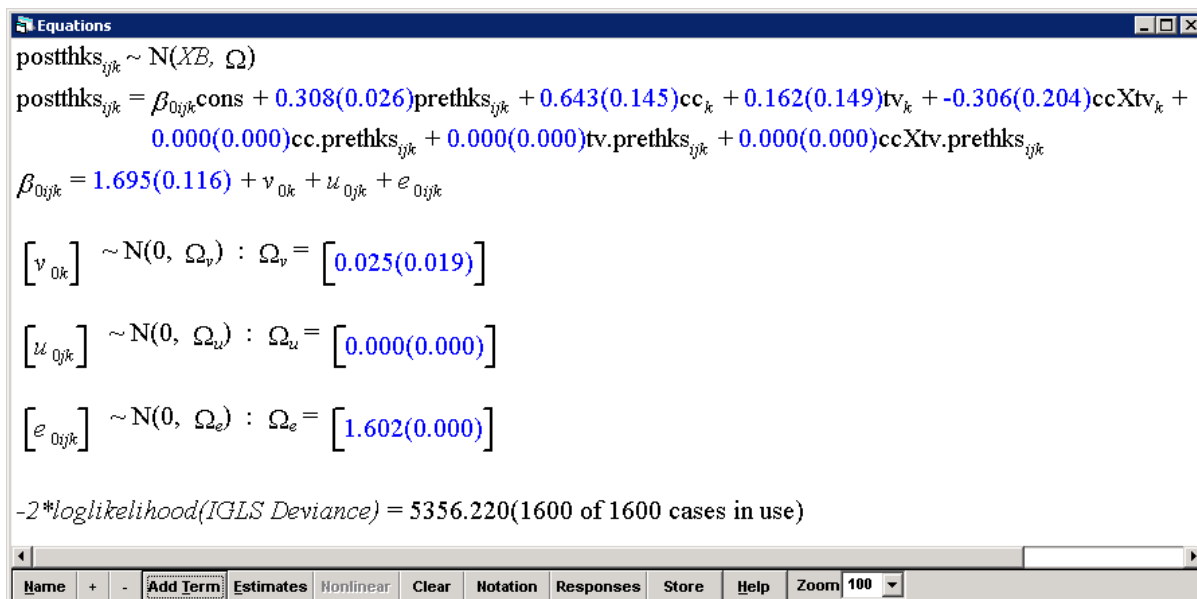 Equations
postthks_ijk ~ N(XB, Ω)
postthks_ijk = β_0ijk cons + 0.308(0.026)prethks_ijk + 0.643(0.145)cc_k + 0.162(0.149)tv_k + -0.306(0.204)ccXtv_k +
0.000(0.000)cc.prethks_ijk + 0.000(0.000)tv.prethks_ijk + 0.000(0.000)ccXtv.prethks_ijk
β_0ijk = 1.695(0.116) + v_0k + u_0jk + e_0ijk
[v_0k] ~ N(0, Ω_v) : Ω_v = [0.025(0.019)]
[u_0jk] ~ N(0, Ω_u) : Ω_u = [0.000(0.000)]
[e_0ijk] ~ N(0, Ω_e) : Ω_e = [1.602(0.000)]
-2*loglikelihood(IGLS Deviance) = 5356.220(1600 of 1600 cases in use)
Name + - Add Term Estimates Nonlinear Clear Notation Responses Store Help Zoom 100